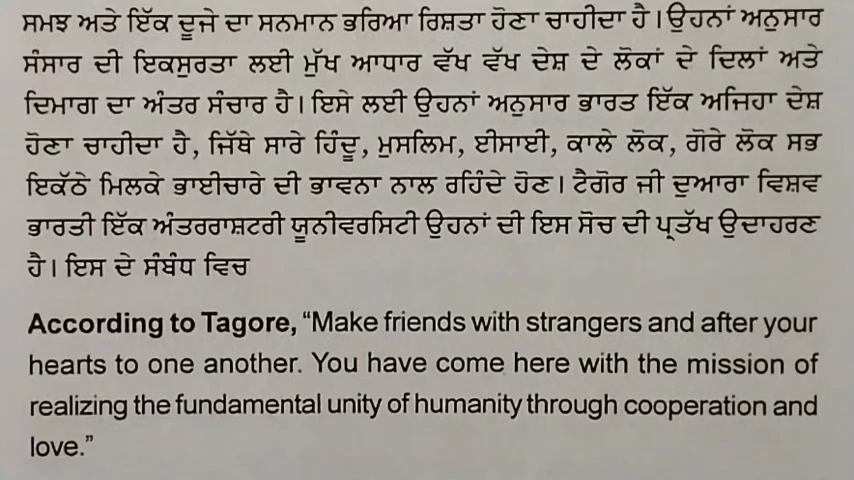 ਸਮਝ ਅਤੇ ਇੱਕ ਦੂਜੇ ਦਾ ਸਨਮਾਨ ਭਰਿਆ ਰਿਸ਼ਤਾ ਹੋਣਾ ਚਾਹੀਦਾ ਹੈ। ਉਹਨਾਂ ਅਨੁਸਾਰ
ਸੰਸਾਰ ਦੀ ਇਕਸੁਰਤਾ ਲਈ ਮੁੱਖ ਆਧਾਰ ਵੱਖ ਵੱਖ ਦੇਸ਼ ਦੇ ਲੋਕਾਂ ਦੇ ਦਿਲਾਂ ਅਤੇ
ਦਿਮਾਗ ਦਾ ਅੰਤਰ ਸੰਚਾਰ ਹੈ। ਇਸੇ ਲਈ ਉਹਨਾਂ ਅਨੁਸਾਰ ਭਾਰਤ ਇੱਕ ਅਜਿਹਾ ਦੇਸ਼
ਹੋਣਾ ਚਾਹੀਦਾ ਹੈ, ਜਿੱਥੇ ਸਾਰੇ ਹਿੰਦੂ, ਮੁਸਲਿਮ, ਈਸਾਈ, ਕਾਲੇ ਲੋਕ, ਗੋਰੇ ਲੋਕ ਸਭ
ਇਕੱਠੇ ਮਿਲਕੇ ਭਾਈਚਾਰੇ ਦੀ ਭਾਵਨਾ ਨਾਲ ਰਹਿੰਦੇ ਹੋਣ। ਟੈਗੋਰ ਜੀ ਦੁਆਰਾ ਵਿਸ਼ਵ
ਭਾਰਤੀ ਇੱਕ ਅੰਤਰਰਾਸ਼ਟਰੀ ਯੂਨੀਵਰਸਿਟੀ ਉਹਨਾਂ ਦੀ ਇਸ ਸੋਚ ਦੀ ਪ੍ਰਤੱਖ ਉਦਾਹਰਣ
ਹੈ। ਇਸ ਦੇ ਸੰਬੰਧ ਵਿਚ
According to Tagore, “Make friends with strangers and after your
hearts to one another. You have come here with the mission of
realizing the fundamental unity of humanity through cooperation and
love.”